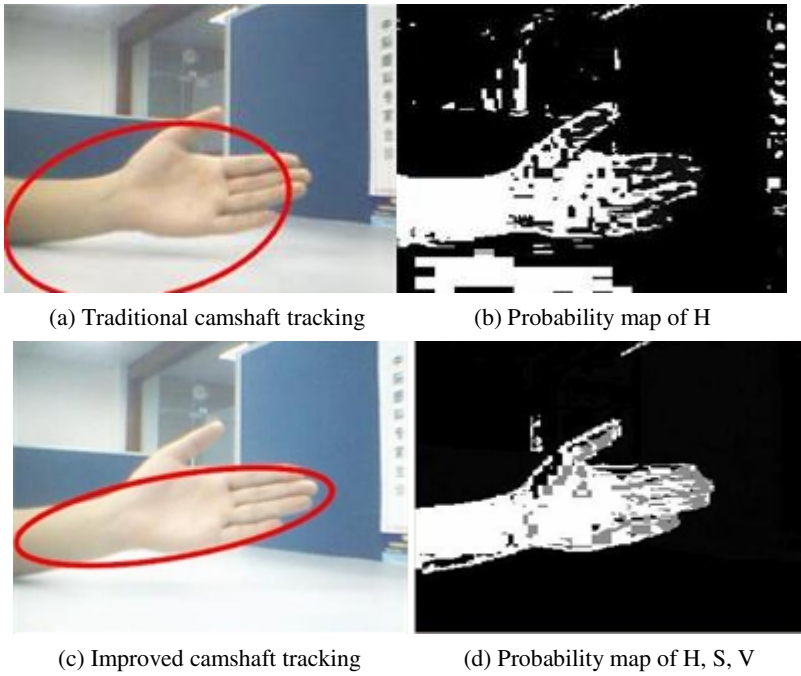 (a) Traditional camshaft tracking
(b) Probability map of H
(c) Improved camshaft tracking
(d) Probability map of H, S, V